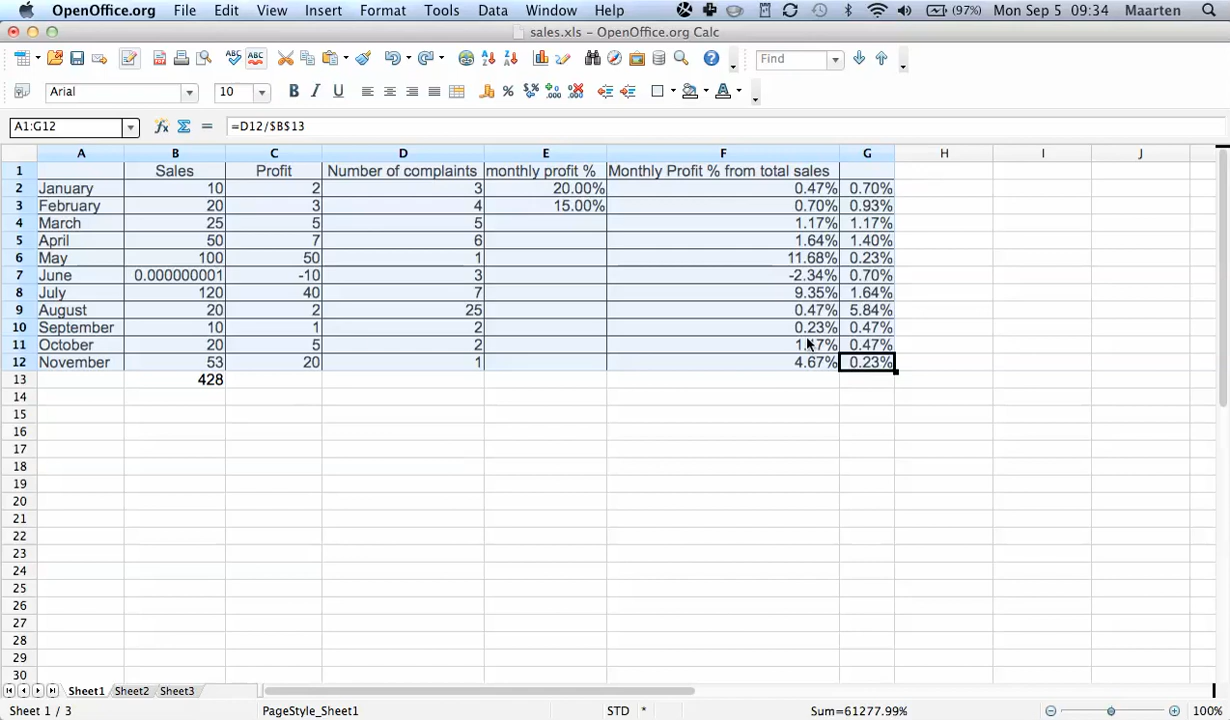 OpenOffice.org File Edit View Insert Format Tools Data Window Help (97%) Mon Sep 5 09:34 Maarten
sales.xls – OpenOffice.org Calc
Find
Arial 10 B I U A
A1:G12 =D12/$B$13
A B C D E F G H I J
1 Sales Profit Number of complaints monthly profit % Monthly Profit % from total sales
2 January 10 2 3 20.00% 0.47% 0.70%
3 February 20 3 4 15.00% 0.70% 0.93%
4 March 25 5 5 1.17% 1.17%
5 April 50 7 6 1.64% 1.40%
6 May 100 50 1 11.68% 0.23%
7 June 0.000000001 -10 3 -2.34% 0.70%
8 July 120 40 7 9.35% 1.64%
9 August 20 2 25 0.47% 5.84%
10 September 10 1 2 0.23% 0.47%
11 October 20 5 2 0.47%
12 November 53 20 1 4.67% 0.23%
13 428
14
15
16
17
18
19
20
21
22
23
24
25
26
27
28
29
30
Sheet1 Sheet2 Sheet3
Sheet 1 / 3 PageStyle_Sheet1 STD * Sum=61277.99% 100%